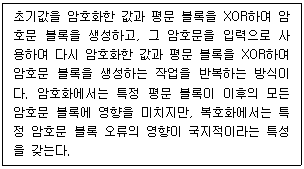 초기값을 암호화한 값과 평문 블록을 XOR하여 암
호문 블록을 생성하고, 그 암호문을 입력으로 사
용하여 다시 암호화한 값과 평문 블록을 XOR하여
암호문 블록을 생성하는 작업을 반복하는 방식이
다. 암호화에서는 특정 평문 블록이 이후의 모든
암호문 블록에 영향을 미치지만, 복호화에서는 특
정 암호문 블록 오류의 영향이 국지적이라는 특성
을 갖는다.